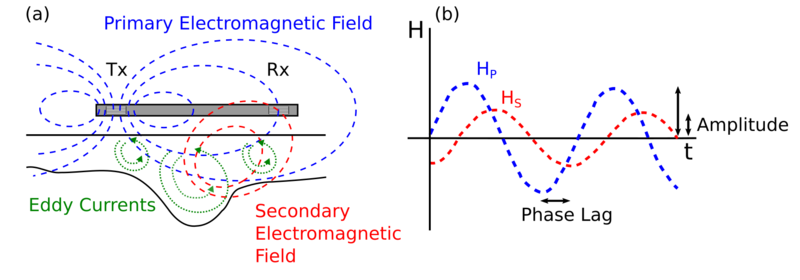 (a)
Primary Electromagnetic Field
Tx
Rx
Eddy Currents
Secondary
Electromagnetic
Field
(b)
H
HP
HS
Amplitude
t
Phase Lag